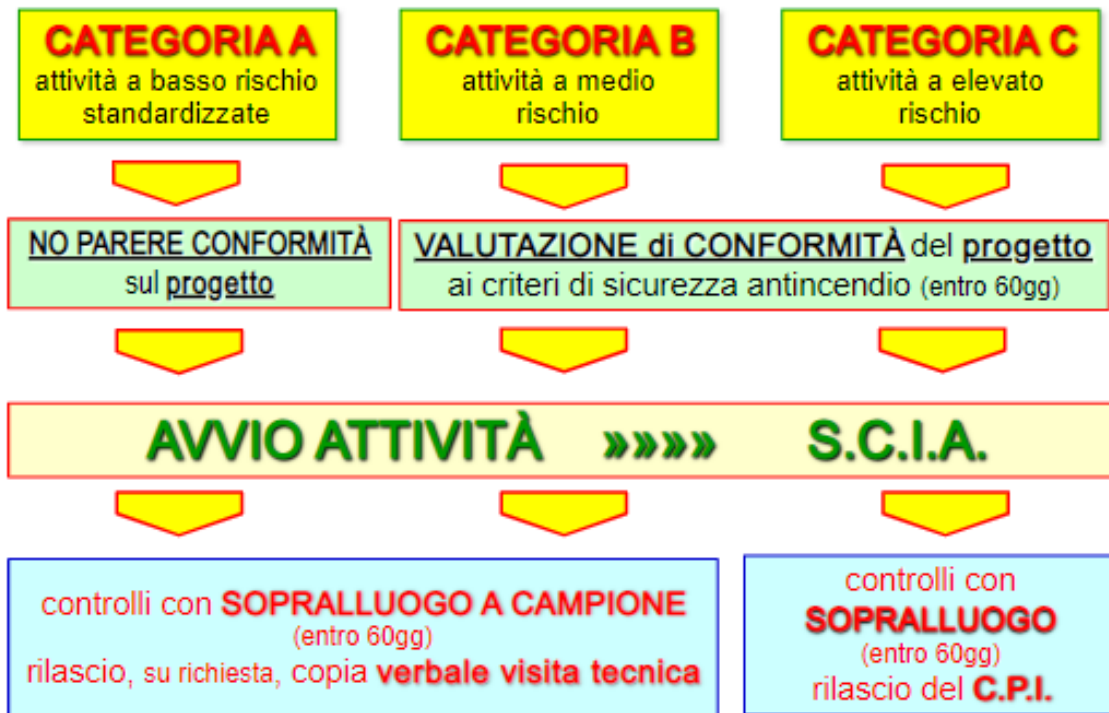 CATEGORIA A
attività a basso rischio
standardizzate
CATEGORIA B
attività a medio
rischio
CATEGORIA C
attività a elevato
rischio
NO PARERE CONFORMITÀ
sul progetto
VALUTAZIONE di CONFORMITÀ del progetto
ai criteri di sicurezza antincendio (entro 60gg)
AVVIO ATTIVITÀ »»»» S.C.I.A.
controlli con SOPRALLUOGO A CAMPIONE
(entro 60gg)
rilascio, su richiesta, copia verbale visita tecnica
controlli con
SOPRALLUOGO
(entro 60gg)
rilascio del C.P.I.